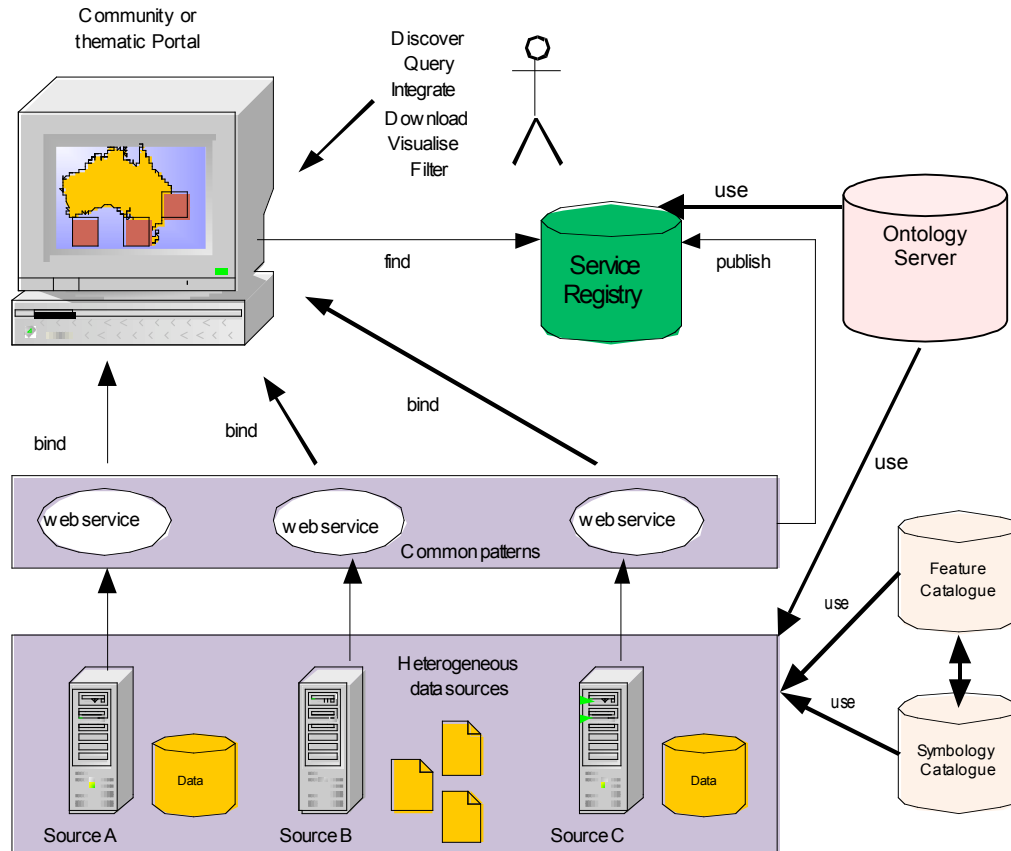 Community or
thematic Portal
Discover
Query
Integrate
Download
Visualise
Filter
use
Ontology
Server
find
Service
Registry
publish
bind
bind
bind
use
web service
web service
web service
Common patterns
Feature
Catalogue
use
Heterogeneous
data sources
use
Symbology
Catalogue
Data
Data
Source A
Source B
Source C